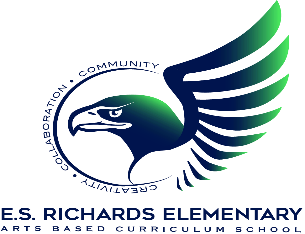 CREATIVITY • COLLABORATION • COMMUNITY
E.S. RICHARDS ELEMENTARY
ARTS BASED CURRICULUM SCHOOL